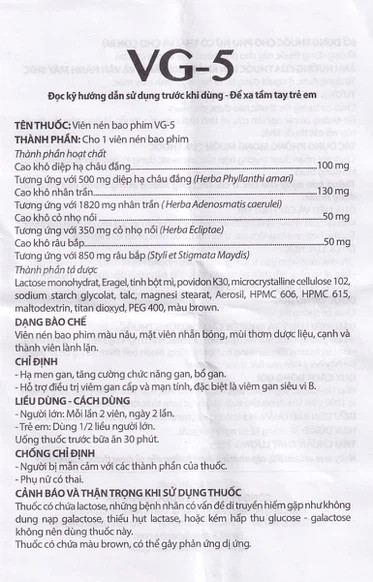 VG-5
Đọc kỹ hướng dẫn sử dụng trước khi dùng - Để xa tầm tay trẻ em
TÊN THUỐC: Viên nén bao phim VG-5
THÀNH PHẦN: Cho 1 viên nén bao phim
Thành phần hoạt chất
Cao khô diệp hạ châu đắng 100 mg
Tương ứng với 500 mg diệp hạ châu đắng (Herba Phyllanthi amari)
Cao khô nhân trần 130 mg
Tương ứng với 1820 mg nhân trần (Herba Adenosmatis caerulei)
Cao khô cỏ nhọ nồi 50 mg
Tương ứng với 350 mg cỏ nhọ nồi (Herba Ecliptae)
Cao khô râu bắp 50 mg
Tương ứng với 850 mg râu bắp (Styli et Stigmata Maydis)
Thành phần tá dược
Lactose monohydrat, Eragel, tinh bột mì, povidon K30, microcrystalline cellulose 102,
sodium starch glycolat, talc, magnesi stearat, Aerosil, HPMC 606, HPMC 615,
maltodextrin, titan dioxyd, PEG 400, màu brown.
DẠNG BÀO CHẾ
Viên nén bao phim màu nâu, mặt viên nhẵn bóng, mùi thơm dược liệu, cạnh và
thành viên lành lặn.
CHỈ ĐỊNH
- Hạ men gan, tăng cường chức năng gan, bổ gan.
- Hỗ trợ điều trị viêm gan cấp và mạn tính, đặc biệt là viêm gan siêu vi B.
LIỀU DÙNG - CÁCH DÙNG
- Người lớn: Mỗi lần 2 viên, ngày 2 lần.
- Trẻ em: Dùng 1/2 liều người lớn.
Uống thuốc trước bữa ăn 30 phút.
CHỐNG CHỈ ĐỊNH
- Người bị mẫn cảm với các thành phần của thuốc.
- Phụ nữ có thai.
CẢNH BÁO VÀ THẬN TRỌNG KHI SỬ DỤNG THUỐC
Thuốc có chứa lactose, những bệnh nhân có vấn đề di truyền hiếm gặp như không
dung nạp galactose, thiếu hụt lactase, hoặc kém hấp thu glucose - galactose
không nên dùng thuốc này.
Thuốc có chứa màu brown, có thể gây phản ứng dị ứng.